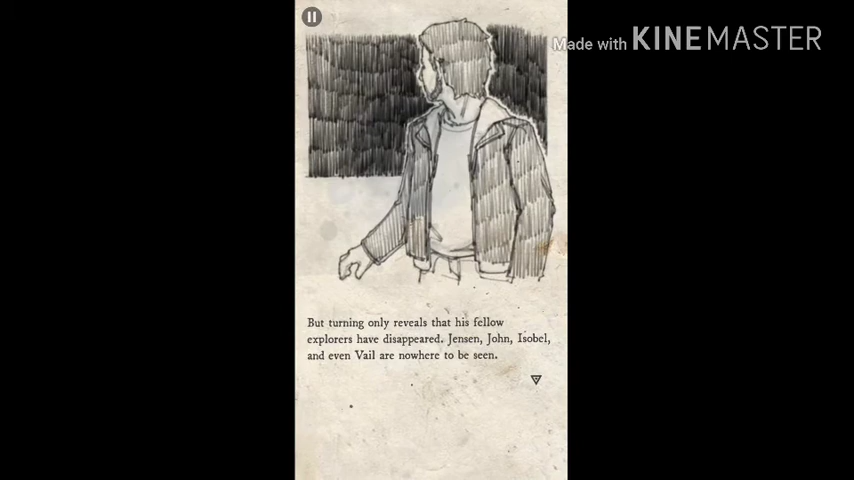 Made with KINEMASTER
But turning only reveals that his fellow
explorers have disappeared. Jensen, John, Isobel,
and even Vail are nowhere to be seen.